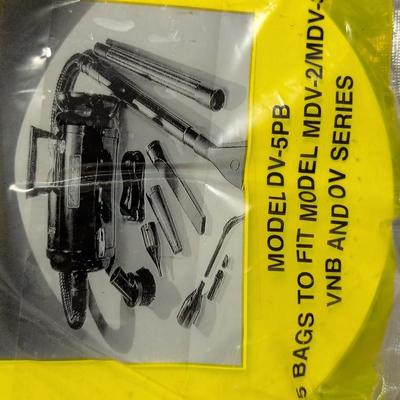 MODEL DV-5PB
5 BAGS TO FIT MODEL MDV-2/MDV-
VNB AND OV SERIES